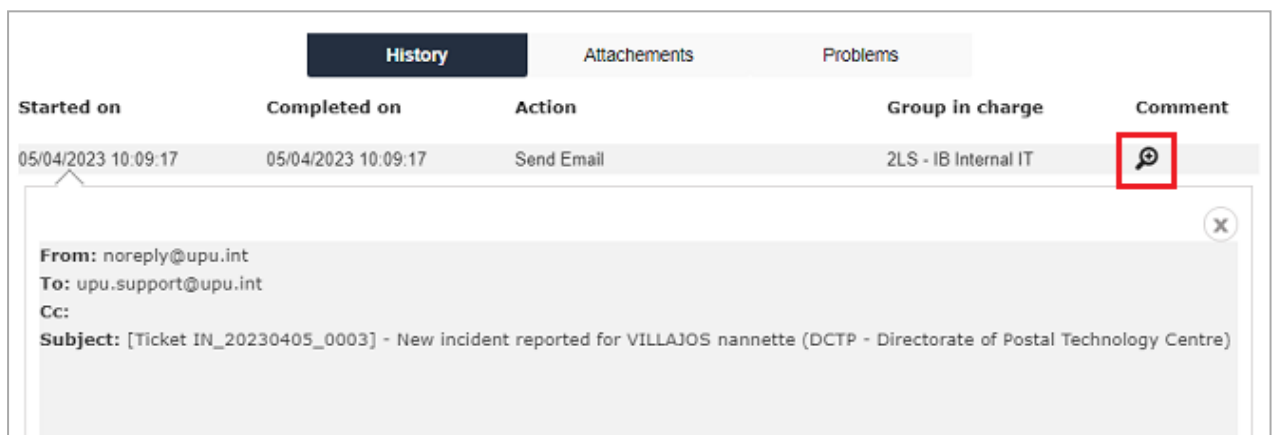 History Attachements Problems
Started on Completed on Action Group in charge Comment
05/04/2023 10:09:17 05/04/2023 10:09:17 Send Email 2LS - IB Internal IT
x
From: noreply@upu.int
To: upu.support@upu.int
Cc:
Subject: [Ticket IN_20230405_0003] - New incident reported for VILLAJOS nannette (DCTP - Directorate of Postal Technology Centre)